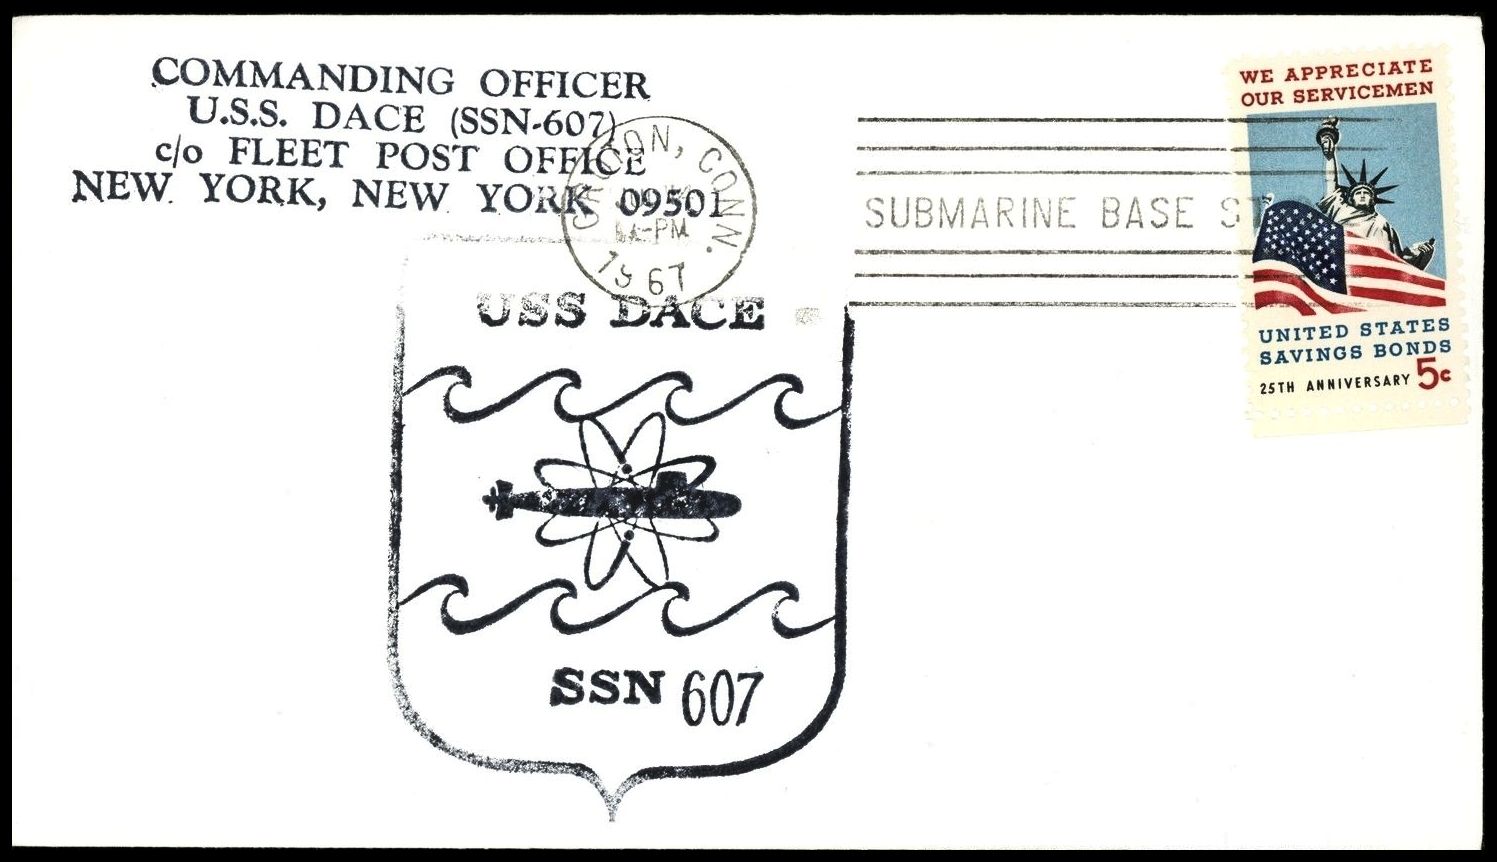 COMMANDING OFFICER
U.S.S. DACE (SSN-607)
c/o FLEET POST OFFICE
NEW YORK, NEW YORK 09501
CONN.
PM
1967
SUBMARINE BASE
WE APPRECIATE
OUR SERVICEMEN
UNITED STATES
SAVINGS BONDS
25TH ANNIVERSARY 5c
USS DACE
SSN 607